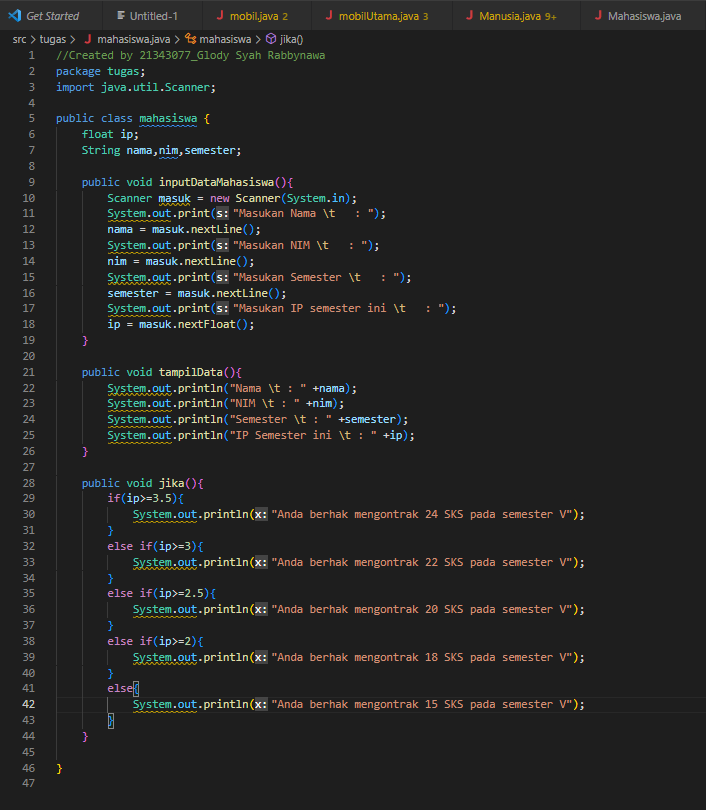 Get Started Untitled-1 mobil.java 2 mobilUtama.java 3 Manusia.java 9+ Mahasiswa.java
src > tugas > mahasiswa.java > mahasiswa > jika()
1 //Created by 21343077_Glody Syah Rabbynawa
2 package tugas;
3 import java.util.Scanner;
4
5 public class mahasiswa {
6 float ip;
7 String nama,nim,semester;
8
9 public void inputDataMahasiswa(){
10 Scanner masuk = new Scanner(System.in);
11 System.out.print(s: "Masukan Nama \t   : ");
12 nama = masuk.nextLine();
13 System.out.print(s: "Masukan NIM \t   : ");
14 nim = masuk.nextLine();
15 System.out.print(s: "Masukan Semester \t   : ");
16 semester = masuk.nextLine();
17 System.out.print(s: "Masukan IP semester ini \t   : ");
18 ip = masuk.nextFloat();
19 }
20
21 public void tampilData(){
22 System.out.println("Nama \t : " +nama);
23 System.out.println("NIM \t : " +nim);
24 System.out.println("Semester \t : " +semester);
25 System.out.println("IP Semester ini \t : " +ip);
26 }
27
28 public void jika(){
29 if(ip>=3.5){
30 System.out.println(x: "Anda berhak mengontrak 24 SKS pada semester V");
31 }
32 else if(ip>=3){
33 System.out.println(x: "Anda berhak mengontrak 22 SKS pada semester V");
34 }
35 else if(ip>=2.5){
36 System.out.println(x: "Anda berhak mengontrak 20 SKS pada semester V");
37 }
38 else if(ip>=2){
39 System.out.println(x: "Anda berhak mengontrak 18 SKS pada semester V");
40 }
41 else{
42 System.out.println(x: "Anda berhak mengontrak 15 SKS pada semester V");
43 }
44 }
45
46 }
47